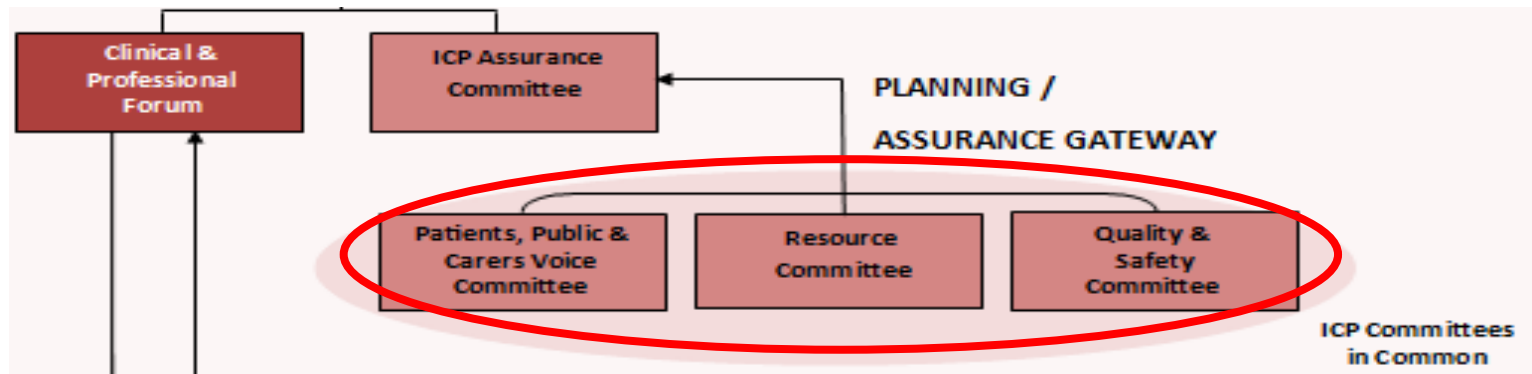 Clinical &
Professional
Forum
ICP Assurance
Committee
PLANNING /
ASSURANCE GATEWAY
Patients, Public &
Carers Voice
Committee
Resource
Committee
Quality &
Safety
Committee
ICP Committees
in Common